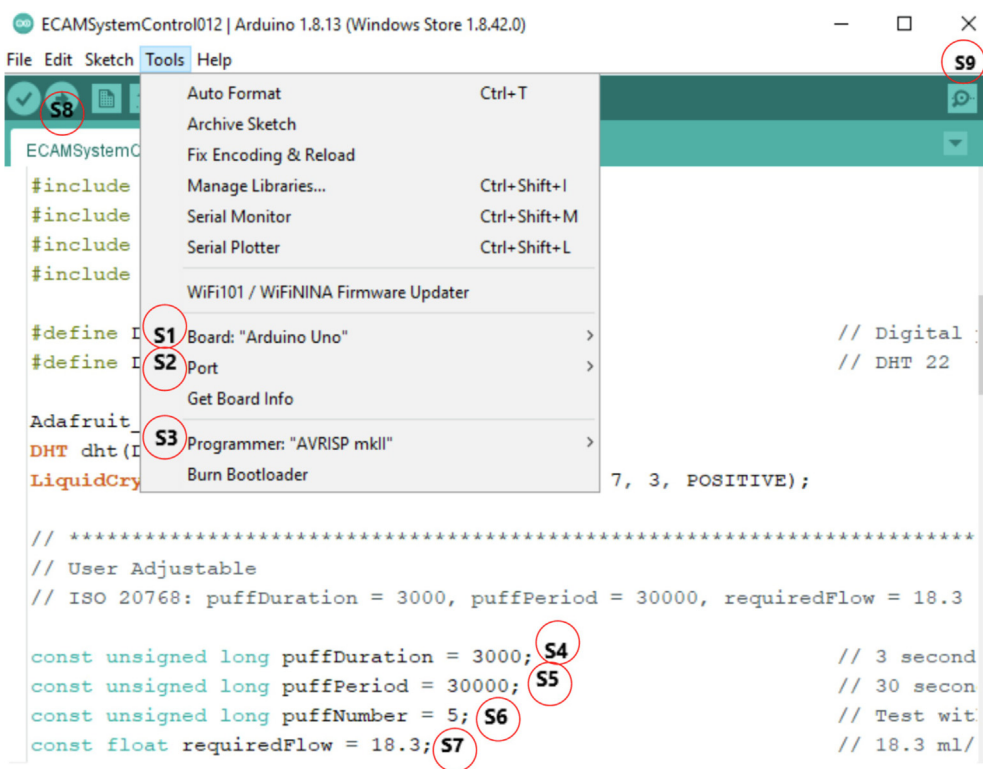 ECAMSystemControl012 | Arduino 1.8.13 (Windows Store 1.8.42.0)
File Edit Sketch Tools Help
S9
S8
Auto Format Ctrl+T
Archive Sketch
ECAMSystemC
Fix Encoding & Reload
#include Manage Libraries... Ctrl+Shift+I
#include Serial Monitor Ctrl+Shift+M
#include Serial Plotter Ctrl+Shift+L
#include
WiFi101 / WiFiNINA Firmware Updater
#define D S1 Board: "Arduino Uno" // Digital
#define D S2 Port // DHT 22
Get Board Info
Adafruit_
S3 Programmer: "AVRISP mkII"
DHT dht(D
LiquidCry Burn Bootloader 7, 3, POSITIVE);
// ************************************************************************
// User Adjustable
// ISO 20768: puffDuration = 3000, puffPeriod = 30000, requiredFlow = 18.3
const unsigned long puffDuration = 3000; S4 // 3 second
const unsigned long puffPeriod = 30000; S5 // 30 secon
const unsigned long puffNumber = 5; S6 // Test wit
const float requiredFlow = 18.3; S7 // 18.3 ml/